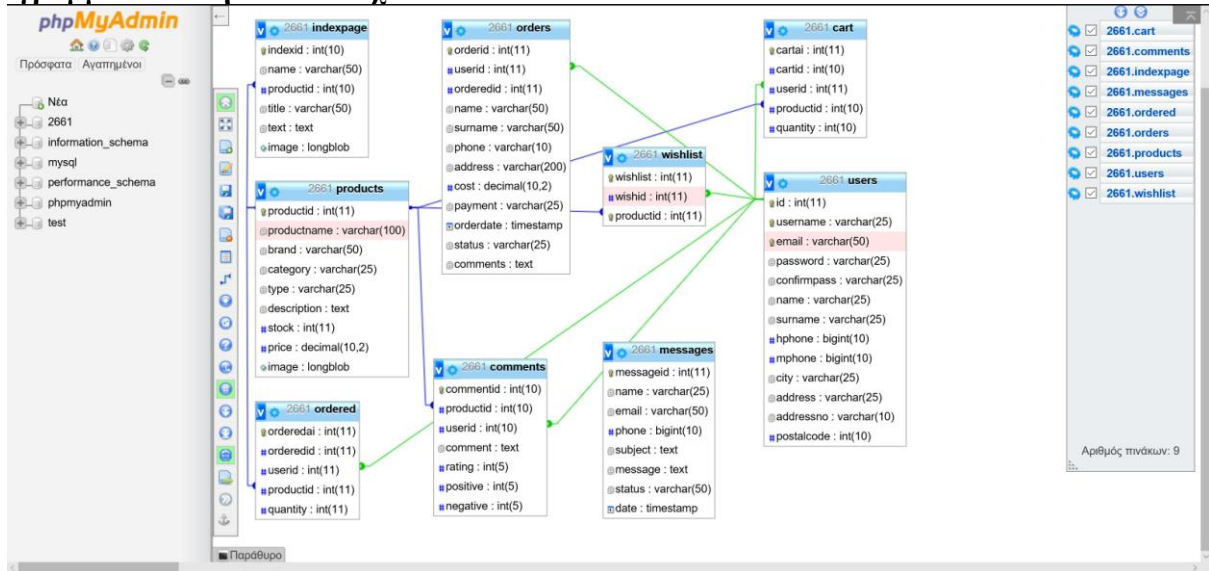 phpMyAdmin
Πρόσφατα Αγαπημένοι
Νέα
2661
information_schema
mysql
performance_schema
phpmyadmin
test
2661 indexpage
indexid : int(10)
name : varchar(50)
productid : int(10)
title : varchar(50)
text : text
image : longblob
2661 products
productid : int(11)
productname : varchar(100)
brand : varchar(50)
category : varchar(25)
type : varchar(25)
description : text
stock : int(11)
price : decimal(10,2)
image : longblob
2661 ordered
orderedai : int(11)
orderedid : int(11)
userid : int(11)
productid : int(11)
quantity : int(11)
2661 orders
orderid : int(11)
userid : int(11)
orderedid : int(11)
name : varchar(50)
surname : varchar(50)
phone : varchar(10)
address : varchar(200)
cost : decimal(10,2)
payment : varchar(25)
orderdate : timestamp
status : varchar(25)
comments : text
2661 comments
commentid : int(10)
productid : int(10)
userid : int(10)
comment : text
rating : int(5)
positive : int(5)
negative : int(5)
2661 wishlist
wishlist : int(11)
wishid : int(11)
productid : int(11)
2661 messages
messageid : int(11)
name : varchar(25)
email : varchar(50)
phone : bigint(10)
subject : text
message : text
status : varchar(50)
date : timestamp
2661 cart
cartai : int(11)
cartid : int(10)
userid : int(11)
productid : int(10)
quantity : int(10)
2661 users
id : int(11)
username : varchar(25)
email : varchar(50)
password : varchar(25)
confirmpass : varchar(25)
name : varchar(25)
surname : varchar(25)
hphone : bigint(10)
mphone : bigint(10)
city : varchar(25)
address : varchar(25)
addressno : varchar(10)
postalcode : int(10)
2661.cart
2661.comments
2661.indexpage
2661.messages
2661.ordered
2661.orders
2661.products
2661.users
2661.wishlist
Αριθμός πινάκων: 9
Παράθυρο